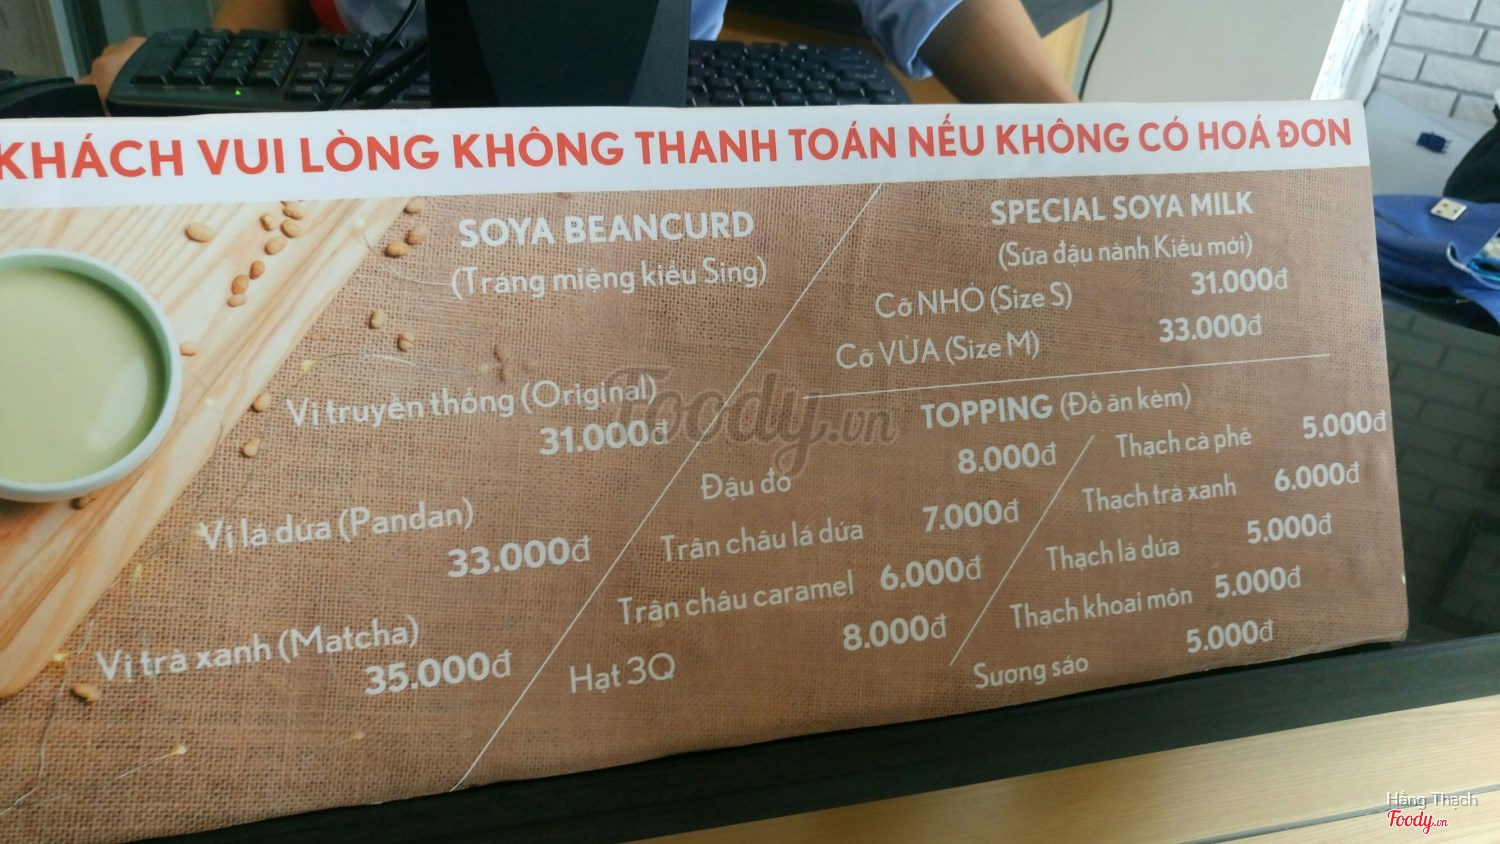 KHÁCH VUI LÒNG KHÔNG THANH TOÁN NẾU KHÔNG CÓ HOÁ ĐƠN
SOYA BEANCURD
(Tráng miệng kiểu Sing)
Vị truyền thống (Original)
31.000đ
Vị lá dứa (Pandan)
33.000đ
Vị trà xanh (Matcha)
35.000đ
SPECIAL SOYA MILK
(Sữa đậu nành Kiểu mới)
Cỡ NHỎ (Size S) 31.000đ
Cỡ VỪA (Size M) 33.000đ
TOPPING (Đồ ăn kèm)
Đậu đỏ 8.000đ
Trân châu lá dứa 7.000đ
Trân châu caramel 6.000đ
Hạt 3Q 8.000đ
Thạch cà phê 5.000đ
Thạch trà xanh 6.000đ
Thạch lá dứa 5.000đ
Thạch khoai môn 5.000đ
Sương sáo 5.000đ
Foody.vn
Hằng Thạch
Foody.vn